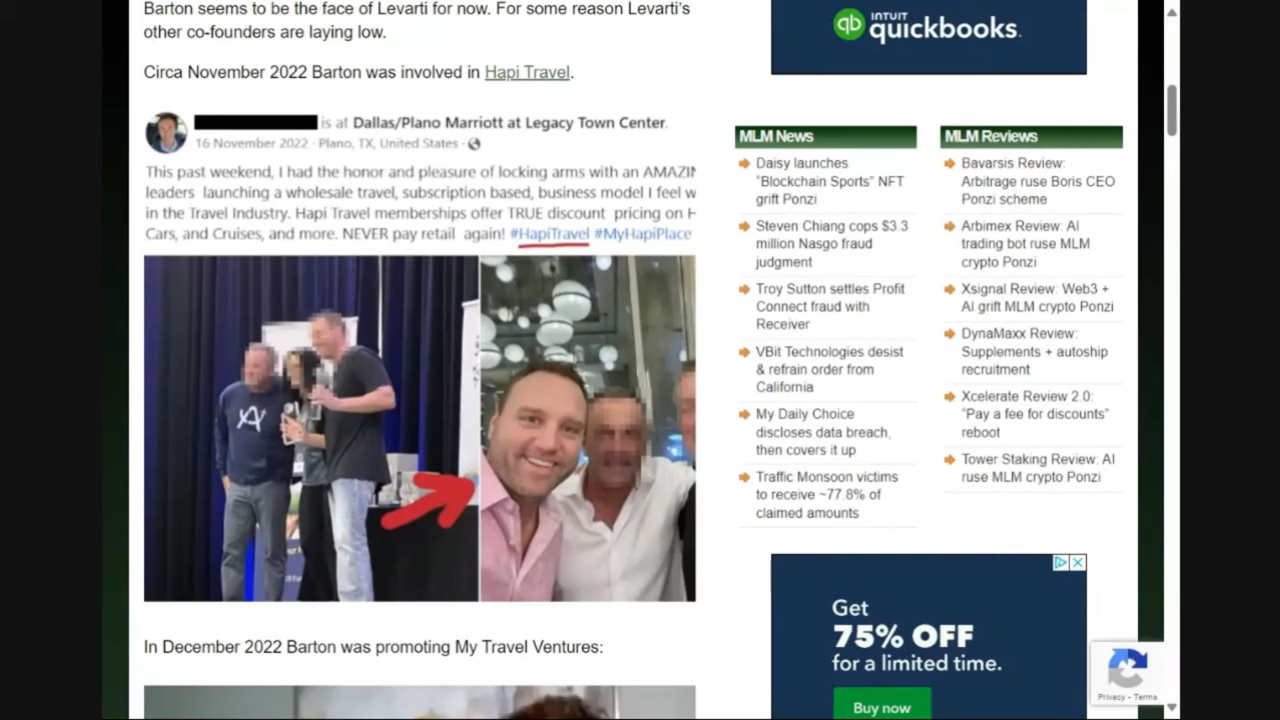 Barton seems to be the face of Levarti for now. For some reason Levarti's
other co-founders are laying low.
Circa November 2022 Barton was involved in Hapi Travel.
is at Dallas/Plano Marriott at Legacy Town Center.
16 November 2022 · Plano, TX, United States ·
This past weekend, I had the honor and pleasure of locking arms with an AMAZIN
leaders launching a wholesale travel, subscription based, business model I feel w
in the Travel Industry. Hapi Travel memberships offer TRUE discount pricing on H
Cars, and Cruises, and more. NEVER pay retail again! #HapiTravel #MyHapiPlace
In December 2022 Barton was promoting My Travel Ventures:
INTUIT
quickbooks.
MLM News
Daisy launches
"Blockchain Sports" NFT
grift Ponzi
Steven Chiang cops $3.3
million Nasgo fraud
judgment
Troy Sutton settles Profit
Connect fraud with
Receiver
VBit Technologies desist
& refrain order from
California
My Daily Choice
discloses data breach,
then covers it up
Traffic Monsoon victims
to receive ~77.8% of
claimed amounts
MLM Reviews
Bavarsis Review:
Arbitrage ruse Boris CEO
Ponzi scheme
Arbimex Review: AI
trading bot ruse MLM
crypto Ponzi
Xsignal Review: Web3 +
AI grift MLM crypto Ponzi
DynaMaxx Review:
Supplements + autoship
recruitment
Xcelerate Review 2.0:
"Pay a fee for discounts"
reboot
Tower Staking Review: AI
ruse MLM crypto Ponzi
Get
75% OFF
for a limited time.
Buy now
Privacy - Terms